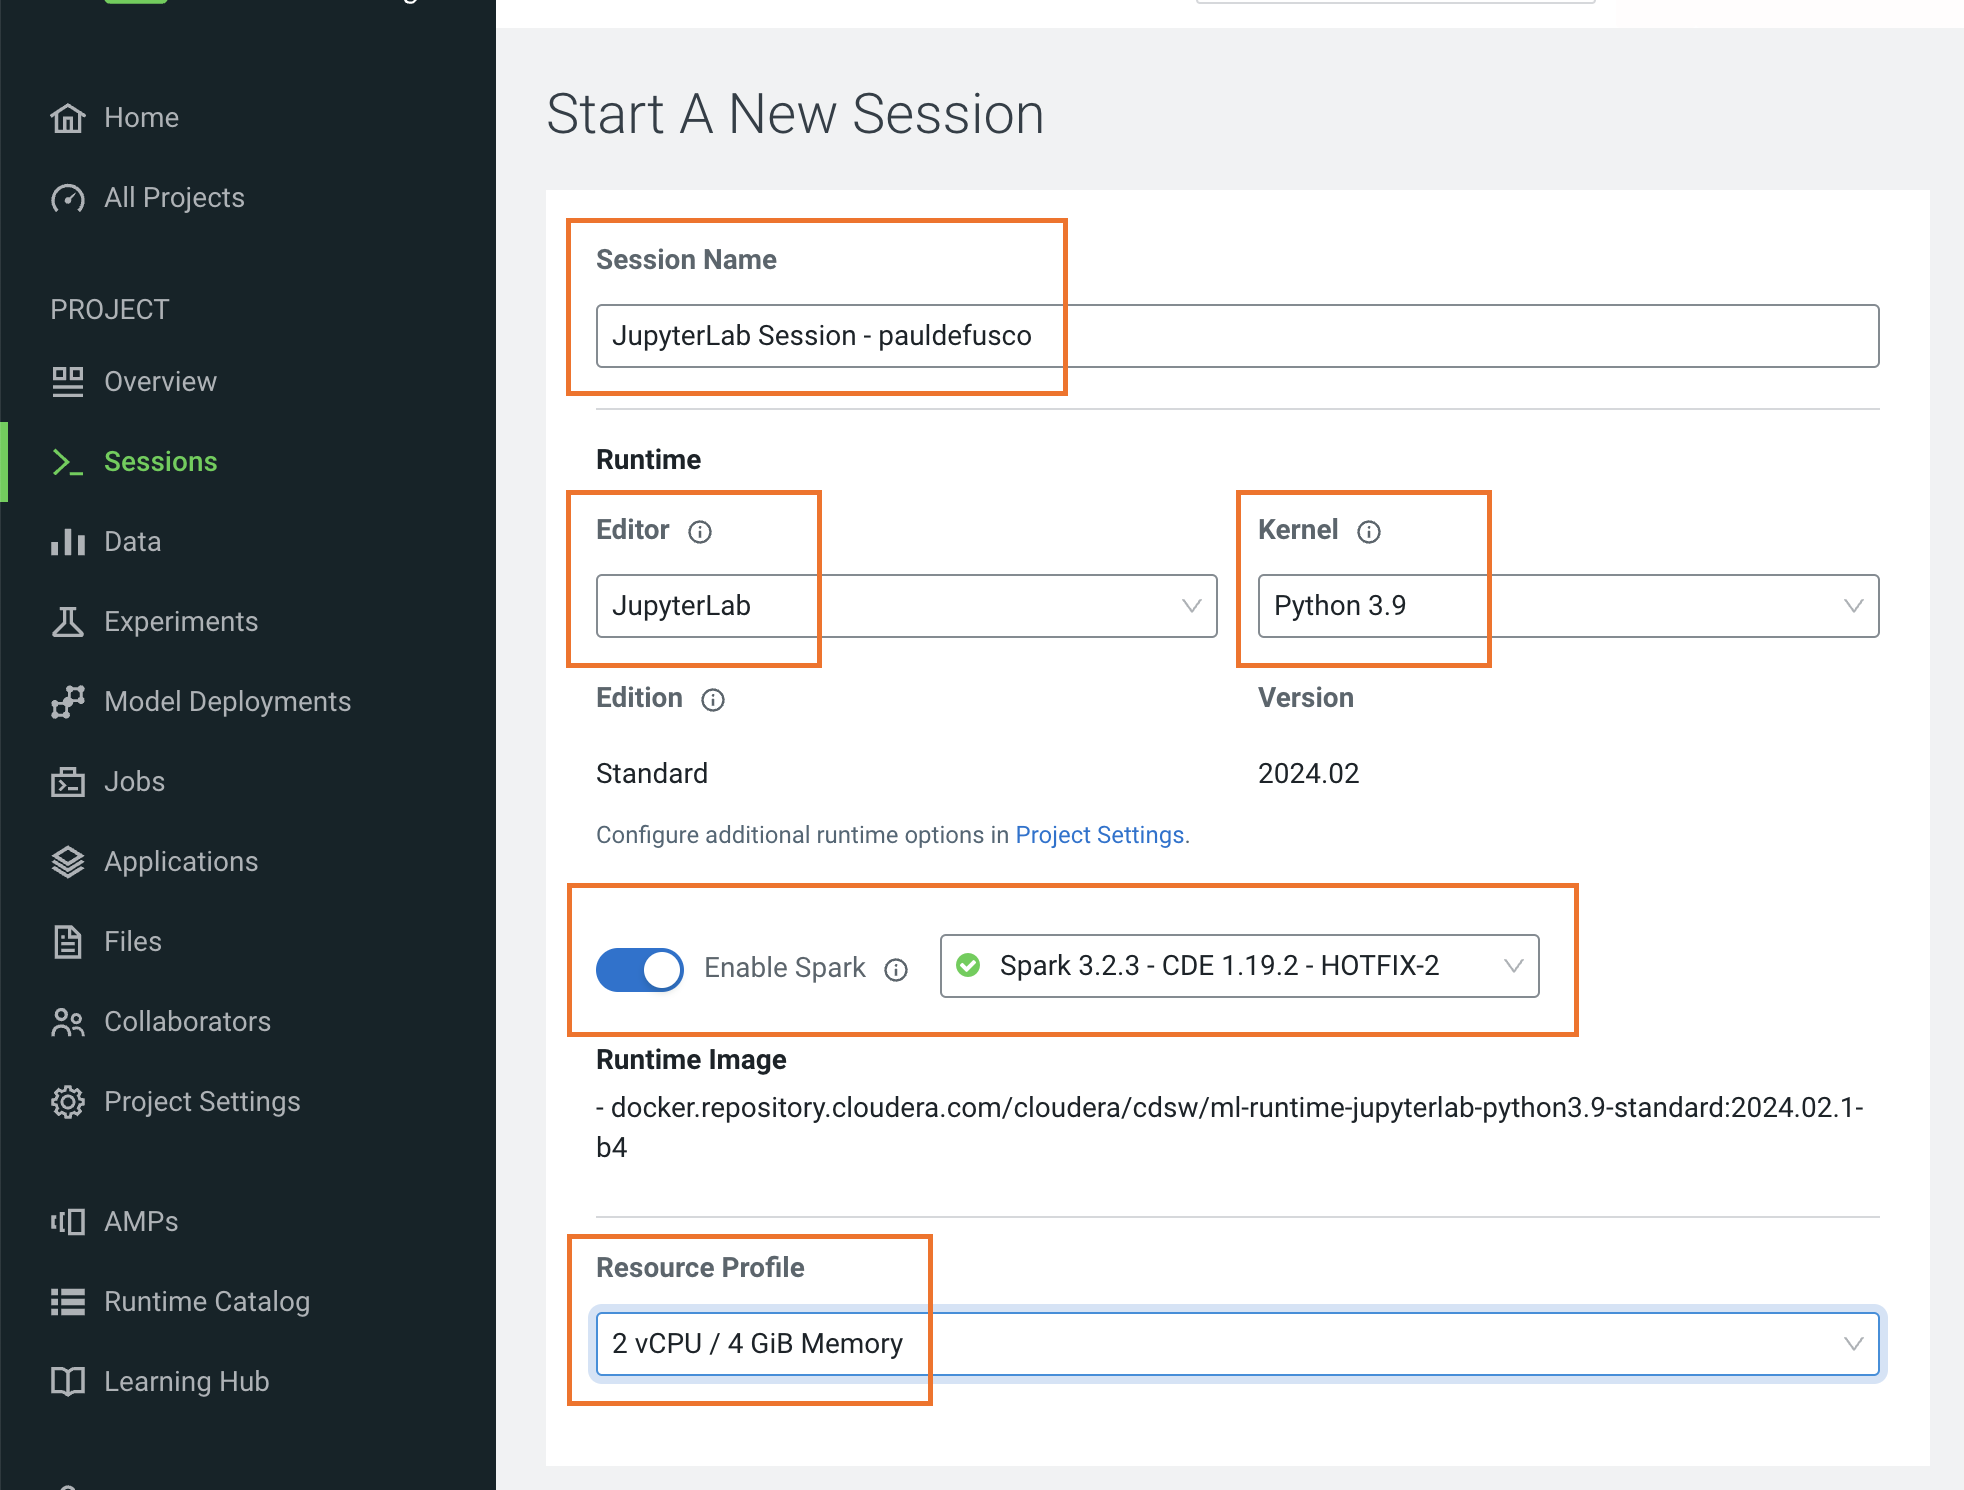 Home
All Projects
PROJECT
Overview
Sessions
Data
Experiments
Model Deployments
Jobs
Applications
Files
Collaborators
Project Settings
AMPs
Runtime Catalog
Learning Hub
Start A New Session
Session Name
JupyterLab Session - pauldefusco
Runtime
Editor
Kernel
JupyterLab
Python 3.9
Edition
Version
Standard
2024.02
Configure additional runtime options in Project Settings.
Enable Spark
Spark 3.2.3 - CDE 1.19.2 - HOTFIX-2
Runtime Image
- docker.repository.cloudera.com/cloudera/cdsw/ml-runtime-jupyterlab-python3.9-standard:2024.02.1-
b4
Resource Profile
2 vCPU / 4 GiB Memory